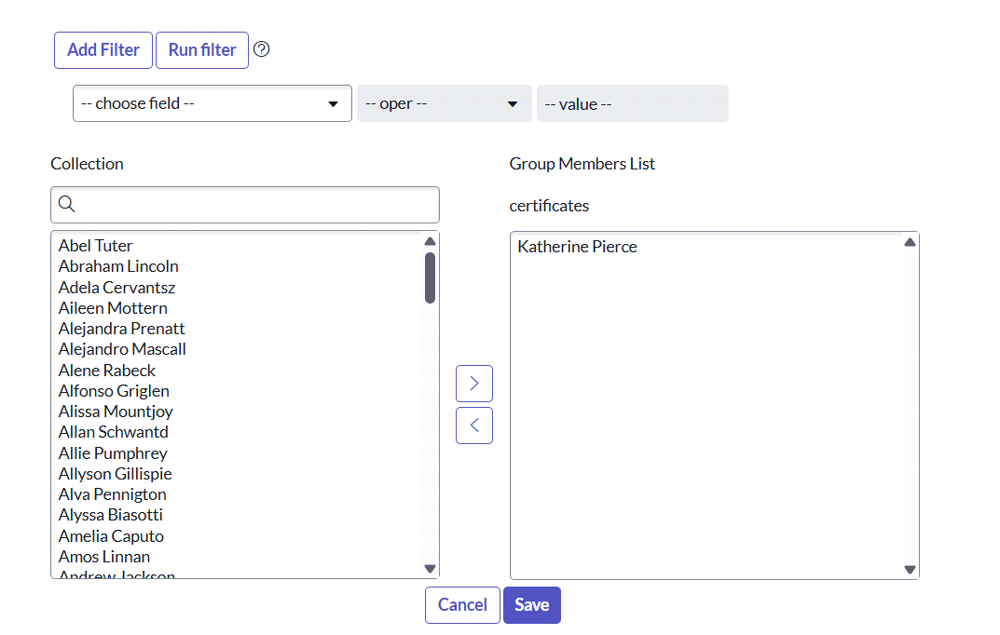 Add Filter Run filter ?
-- choose field -- -- oper -- -- value --
Collection
Abel Tuter
Abraham Lincoln
Adela Cervantsz
Aileen Mottern
Alejandra Prenatt
Alejandro Mascall
Alene Rabeck
Alfonso Griglen
Alissa Mountjoy
Allan Schwantd
Allie Pumphrey
Allyson Gillispie
Alva Pennigton
Alyssa Biasotti
Amelia Caputo
Amos Linnan
Andrew Jackson
Group Members List
certificates
Katherine Pierce
Cancel Save